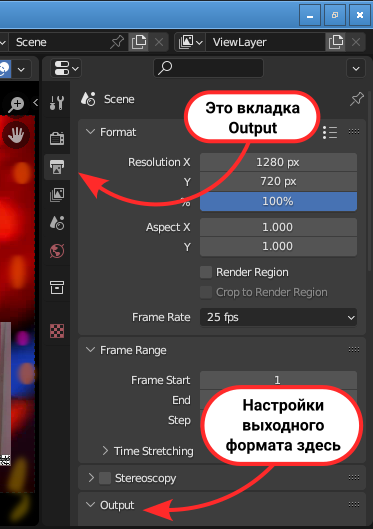 Scene
ViewLayer
Scene
Это вкладка
Output
Format
Resolution X 1280 px
Y 720 px
% 100%
Aspect X 1.000
Y 1.000
Render Region
Crop to Render Region
Frame Rate 25 fps
Frame Range
Frame Start 1
End
Step
Настройки
выходного
формата здесь
Time Stretching
Stereoscopy
Output